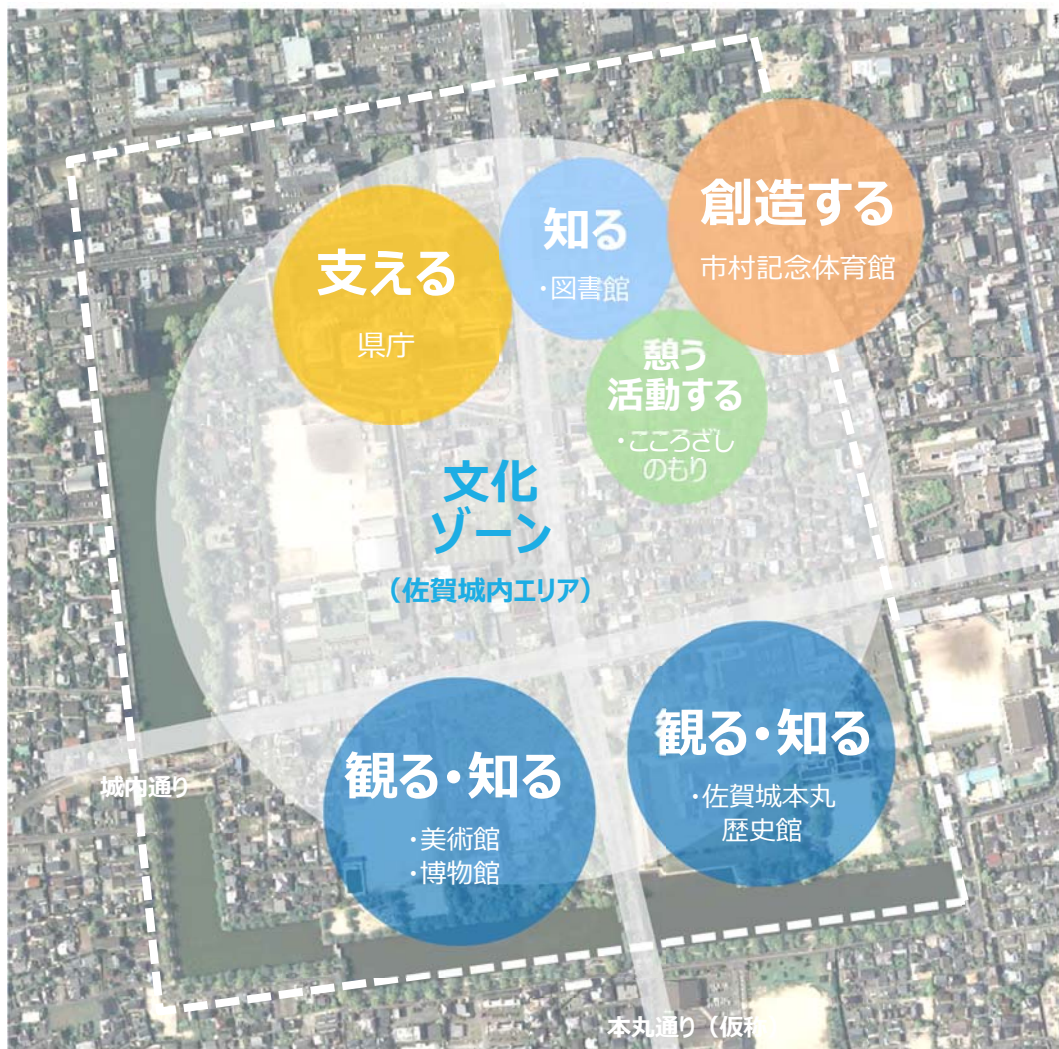 創造する
市村記念体育館
知る
・図書館
支える
県庁
憩う
活動する
・こころざし
のもり
文化
ゾーン
（佐賀城内エリア）
観る・知る
・佐賀城本丸
歴史館
観る・知る
・美術館
・博物館
城内通り
本丸通り（仮称